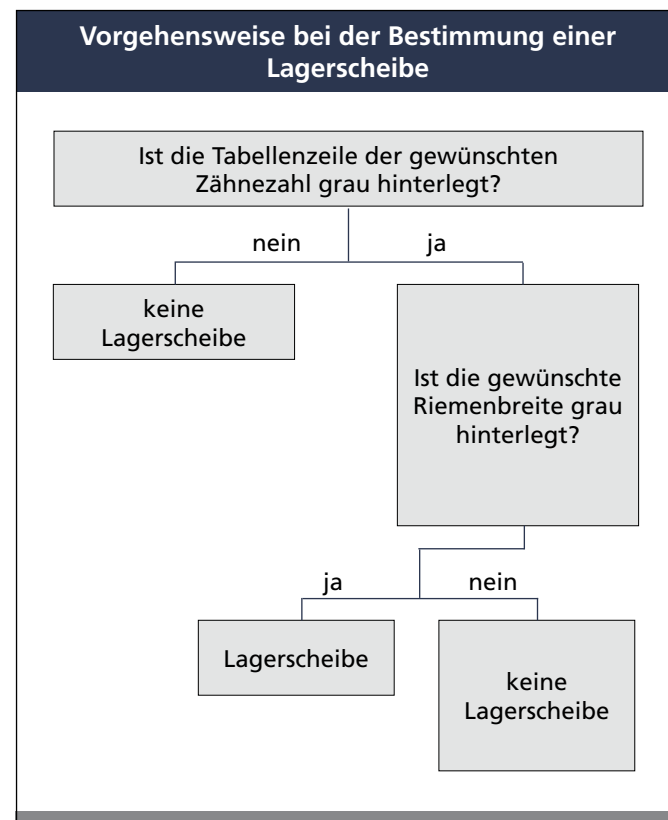 Vorgehensweise bei der Bestimmung einer
Lagerscheibe
Ist die Tabellenzeile der gewünschten
Zähnezahl grau hinterlegt?
nein
ja
keine
Lagerscheibe
Ist die gewünschte
Riemenbreite grau
hinterlegt?
ja
nein
Lagerscheibe
keine
Lagerscheibe